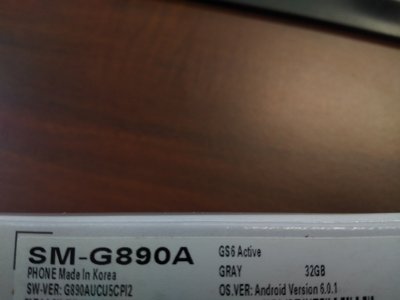 SM-G890A GS6 Active
PHONE Made In Korea GRAY 32GB
SW-VER: G890AUCU5CPI2 OS.VER: Android Version 6.0.1